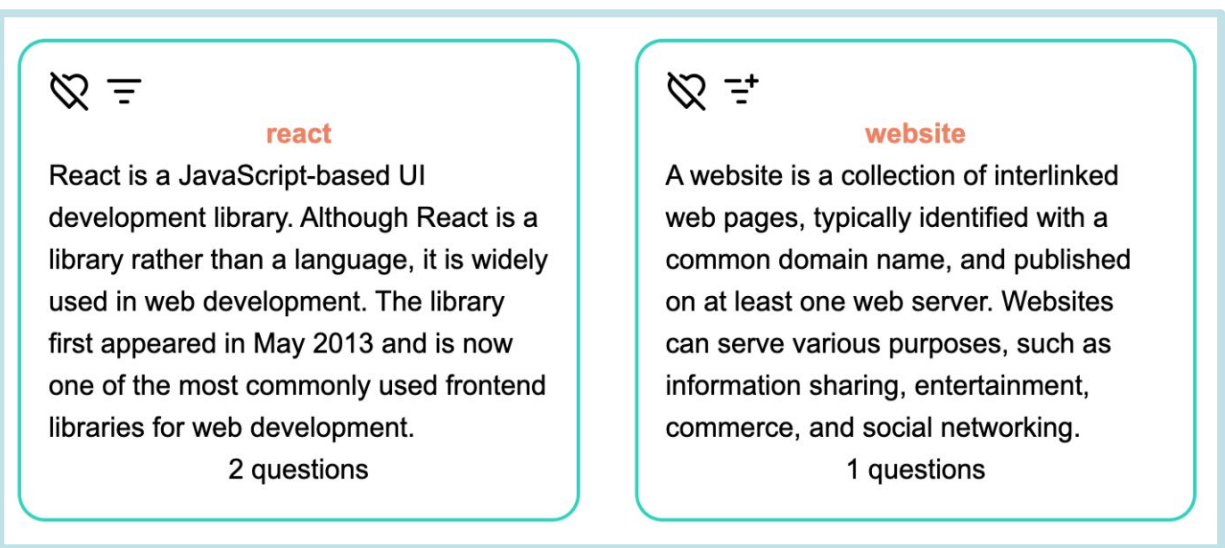 react
React is a JavaScript-based UI
development library. Although React is a
library rather than a language, it is widely
used in web development. The library
first appeared in May 2013 and is now
one of the most commonly used frontend
libraries for web development.
2 questions
website
A website is a collection of interlinked
web pages, typically identified with a
common domain name, and published
on at least one web server. Websites
can serve various purposes, such as
information sharing, entertainment,
commerce, and social networking.
1 questions